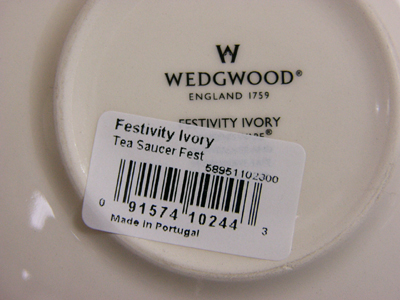 W
WEDGWOOD®
ENGLAND 1759
FESTIVITY IVORY
Festivity Ivory
Tea Saucer Fest
58951102300
0 91574 10244 3
Made in Portugal